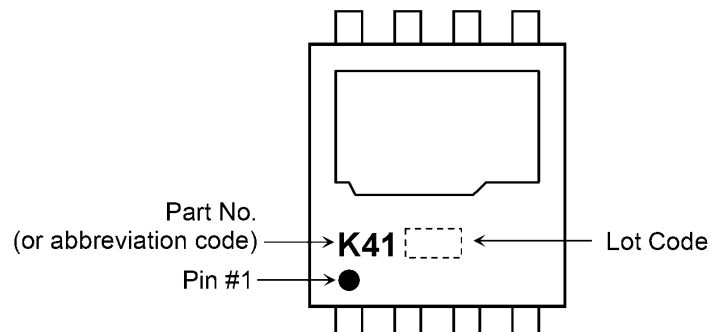 Part No.
(or abbreviation code)
K41
Lot Code
Pin #1